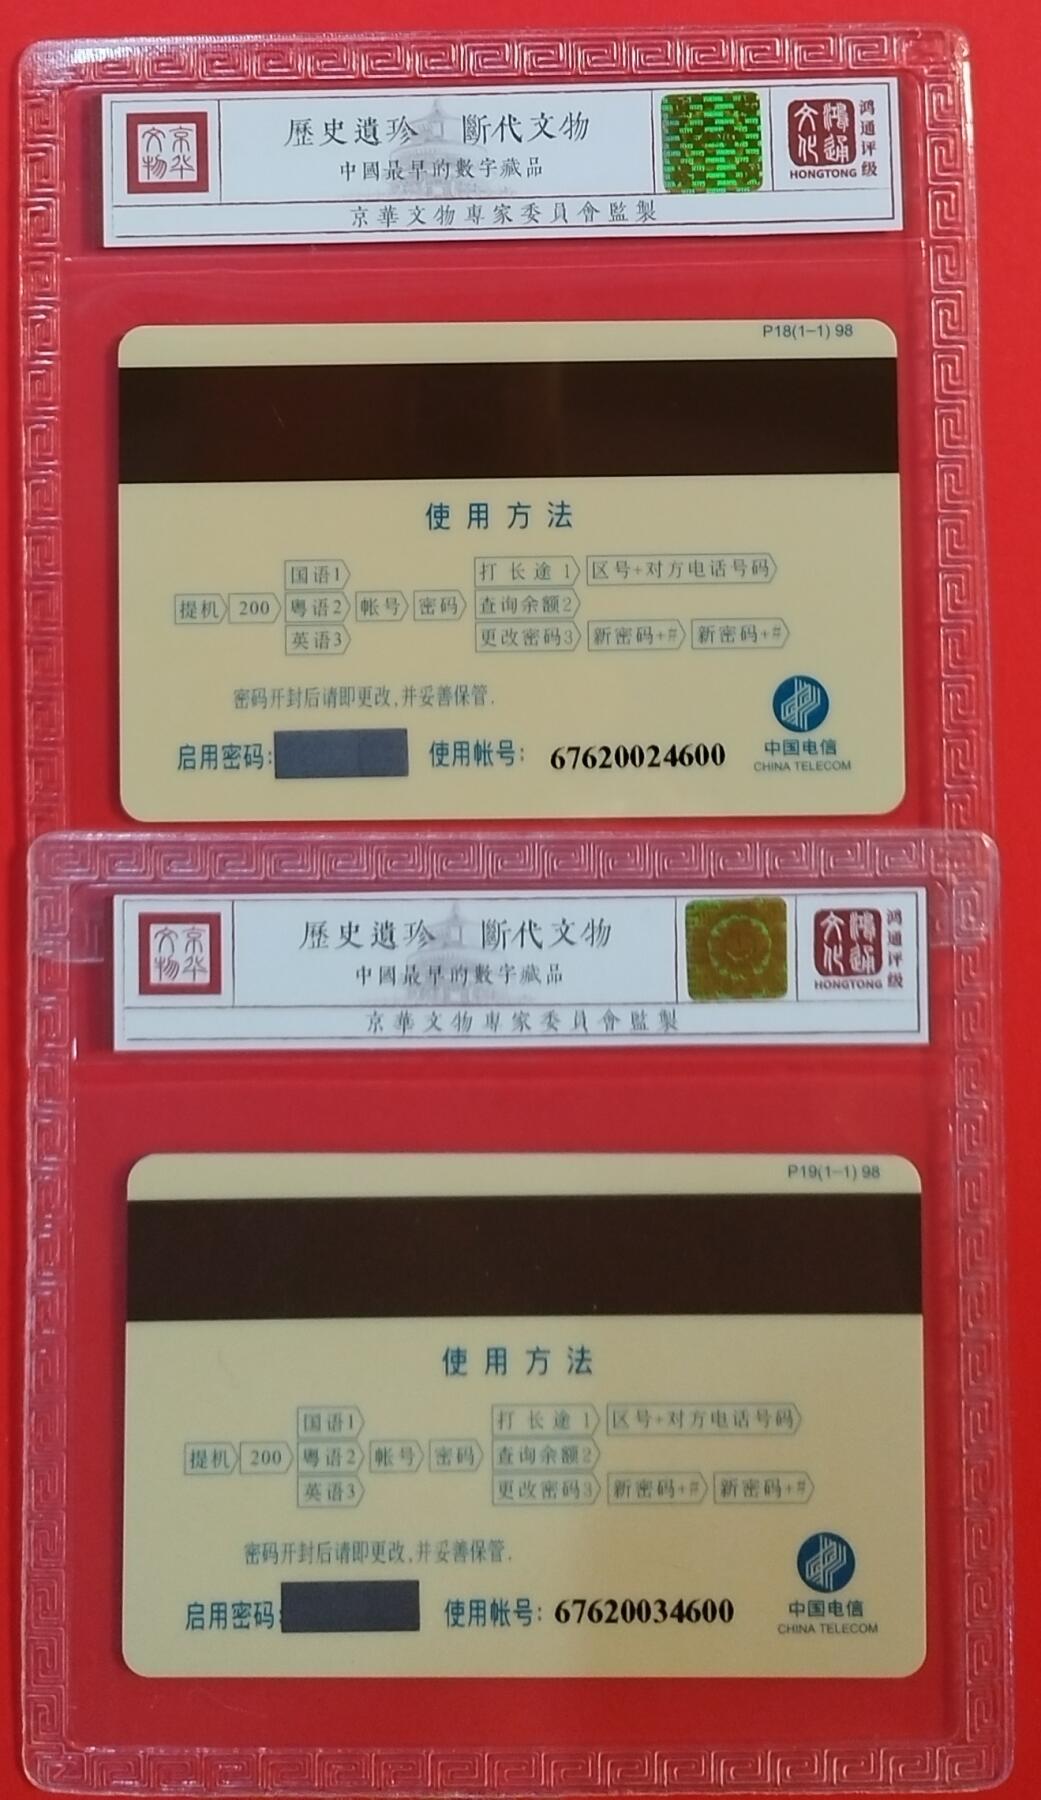 京华
文物
歷史遺珍 斷代文物
中國最早的數字藏品
京華文物專家委員會監製
鸿通
文化
HONGTONG
鸿通评级
P18(1-1) 98
使用方法
国语1 打长途1 区号+对方电话号码
提机 200 粤语2 帐号 密码 查询余额2
英语3 更改密码3 新密码+# 新密码+#
密码开封后请即更改,并妥善保管.
启用密码: 使用帐号: 67620024600
中国电信
CHINA TELECOM
京华
文物
歷史遺珍 斷代文物
中國最早的數字藏品
京華文物專家委員會監製
鸿通
文化
HONGTONG
鸿通评级
P19(1-1) 98
使用方法
国语1 打长途1 区号+对方电话号码
提机 200 粤语2 帐号 密码 查询余额2
英语3 更改密码3 新密码+# 新密码+#
密码开封后请即更改,并妥善保管.
启用密码: 使用帐号: 67620034600
中国电信
CHINA TELECOM